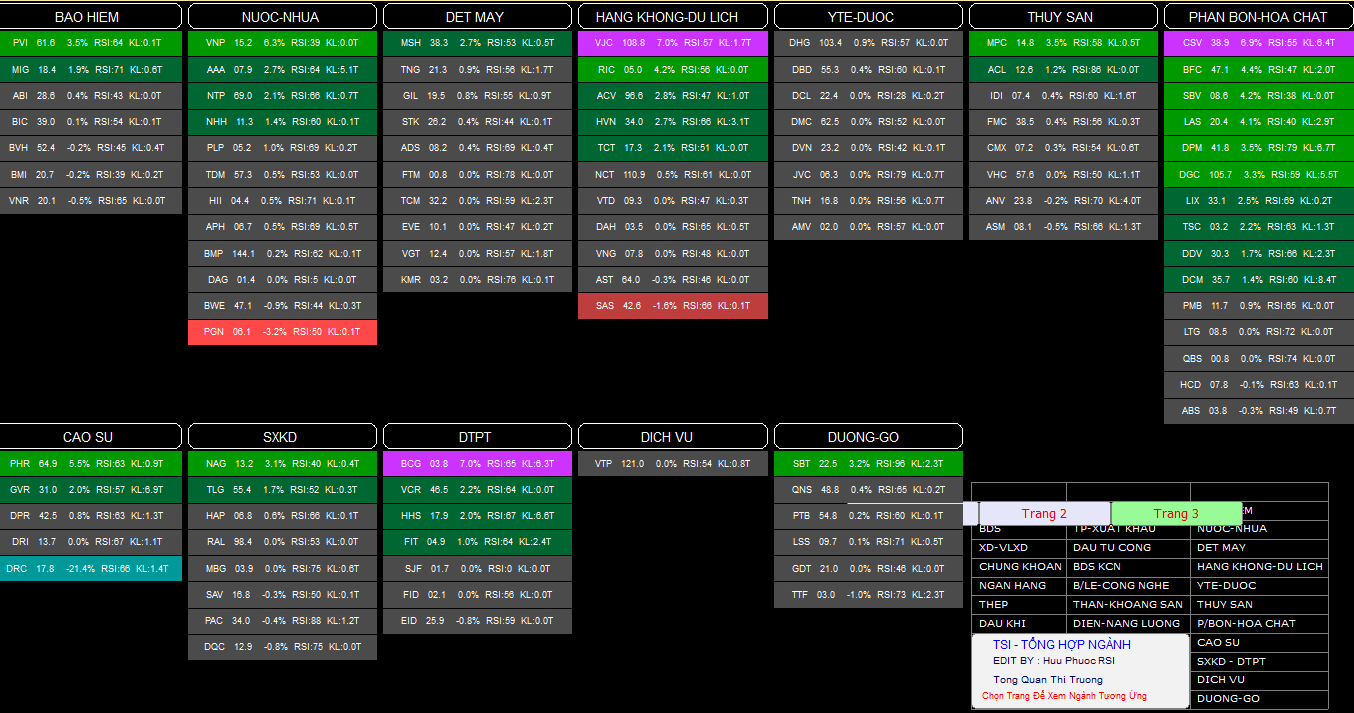 BAO HIEM
PVI 61.6 3.5% RSI:64 KL:0.1T
MIG 18.4 1.9% RSI:71 KL:0.6T
ABI 28.6 0.4% RSI:43 KL:0.0T
BIC 39.0 0.1% RSI:54 KL:0.1T
BVH 52.4 -0.2% RSI:45 KL:0.4T
BMI 20.7 -0.2% RSI:39 KL:0.2T
VNR 20.1 -0.5% RSI:65 KL:0.0T
NUOC-NHUA
VNP 15.2 6.3% RSI:39 KL:0.0T
AAA 07.9 2.7% RSI:64 KL:5.1T
NTP 69.0 2.1% RSI:66 KL:0.7T
NHH 11.3 1.4% RSI:60 KL:0.1T
PLP 05.2 1.0% RSI:69 KL:0.2T
TDM 57.3 0.5% RSI:53 KL:0.0T
HII 04.4 0.5% RSI:71 KL:0.1T
APH 06.7 0.5% RSI:69 KL:0.5T
BMP 144.1 0.2% RSI:62 KL:0.1T
DAG 01.4 0.0% RSI:5 KL:0.0T
BWE 47.1 -0.9% RSI:44 KL:0.3T
PGN 06.1 -3.2% RSI:50 KL:0.1T
DET MAY
MSH 38.3 2.7% RSI:53 KL:0.5T
TNG 21.3 0.9% RSI:56 KL:1.7T
GIL 19.5 0.8% RSI:55 KL:0.9T
STK 26.2 0.4% RSI:44 KL:0.1T
ADS 08.2 0.4% RSI:69 KL:0.4T
FTM 00.8 0.0% RSI:78 KL:0.0T
TCM 32.2 0.0% RSI:59 KL:2.3T
EVE 10.1 0.0% RSI:47 KL:0.2T
VGT 12.4 0.0% RSI:57 KL:1.8T
KMR 03.2 0.0% RSI:76 KL:0.1T
HANG KHONG-DU LICH
VJC 108.8 7.0% RSI:57 KL:1.7T
RIC 05.0 4.2% RSI:56 KL:0.0T
ACV 96.6 2.8% RSI:47 KL:1.0T
HVN 34.0 2.7% RSI:66 KL:3.1T
TCT 17.3 2.1% RSI:51 KL:0.0T
NCT 110.9 0.5% RSI:61 KL:0.0T
VTD 09.3 0.0% RSI:47 KL:0.3T
DAH 03.5 0.0% RSI:65 KL:0.5T
VNG 07.8 0.0% RSI:48 KL:0.0T
AST 64.0 -0.3% RSI:46 KL:0.0T
SAS 42.6 -1.6% RSI:66 KL:0.1T
YTE-DUOC
DHG 103.4 0.9% RSI:57 KL:0.0T
DBD 55.3 0.4% RSI:60 KL:0.1T
DCL 22.4 0.0% RSI:28 KL:0.2T
DMC 62.5 0.0% RSI:52 KL:0.0T
DVN 23.2 0.0% RSI:42 KL:0.1T
JVC 06.3 0.0% RSI:79 KL:0.7T
TNH 16.8 0.0% RSI:56 KL:0.7T
AMV 02.0 0.0% RSI:57 KL:0.0T
THUY SAN
MPC 14.8 3.5% RSI:58 KL:0.5T
ACL 12.6 1.2% RSI:86 KL:0.0T
IDI 07.4 0.4% RSI:60 KL:1.6T
FMC 38.5 0.4% RSI:56 KL:0.3T
CMX 07.2 0.3% RSI:54 KL:0.6T
VHC 57.6 0.0% RSI:50 KL:1.1T
ANV 23.8 -0.2% RSI:70 KL:4.0T
ASM 08.1 -0.5% RSI:66 KL:1.3T
PHAN BON-HOA CHAT
CSV 38.9 6.9% RSI:55 KL:6.4T
BFC 47.1 4.4% RSI:47 KL:2.0T
SBV 08.6 4.2% RSI:38 KL:0.0T
LAS 20.4 4.1% RSI:40 KL:2.9T
DPM 41.8 3.5% RSI:79 KL:6.7T
DGC 105.7 3.3% RSI:59 KL:5.5T
LIX 33.1 2.5% RSI:69 KL:0.2T
TSC 03.2 2.2% RSI:63 KL:1.3T
DDV 30.3 1.7% RSI:66 KL:2.3T
DCM 35.7 1.4% RSI:60 KL:8.4T
PMB 11.7 0.9% RSI:65 KL:0.0T
LTG 08.5 0.0% RSI:72 KL:0.0T
QBS 00.8 0.0% RSI:74 KL:0.0T
HCD 07.8 -0.1% RSI:63 KL:0.1T
ABS 03.8 -0.3% RSI:49 KL:0.7T
CAO SU
PHR 64.9 5.5% RSI:63 KL:0.9T
GVR 31.0 2.0% RSI:57 KL:6.9T
DPR 42.5 0.8% RSI:63 KL:1.3T
DRI 13.7 0.0% RSI:67 KL:1.1T
DRC 17.8 -21.4% RSI:66 KL:1.4T
SXKD
NAG 13.2 3.1% RSI:40 KL:0.4T
TLG 55.4 1.7% RSI:52 KL:0.3T
HAP 06.8 0.6% RSI:66 KL:0.1T
RAL 98.4 0.0% RSI:53 KL:0.0T
MBG 03.9 0.0% RSI:75 KL:0.6T
SAV 16.8 -0.3% RSI:50 KL:0.1T
PAC 34.0 -0.4% RSI:88 KL:1.2T
DQC 12.9 -0.8% RSI:75 KL:0.0T
DTPT
BCG 03.8 7.0% RSI:65 KL:6.3T
VCR 46.5 2.2% RSI:64 KL:0.0T
HHS 17.9 2.0% RSI:67 KL:6.6T
FIT 04.9 1.0% RSI:64 KL:2.4T
SJF 01.7 0.0% RSI:0 KL:0.0T
FID 02.1 0.0% RSI:56 KL:0.0T
EID 25.9 -0.8% RSI:59 KL:0.0T
DICH VU
VTP 121.0 0.0% RSI:54 KL:0.8T
DUONG-GO
SBT 22.5 3.2% RSI:96 KL:2.3T
QNS 48.8 0.4% RSI:65 KL:0.2T
PTB 54.8 0.2% RSI:60 KL:0.1T
LSS 09.7 0.1% RSI:71 KL:0.5T
GDT 21.0 0.0% RSI:46 KL:0.0T
TTF 03.0 -1.0% RSI:73 KL:2.3T
Trang 2 Trang 3 EM
BDS TP-XUAT KHAU NUOC-NHUA
XD-VLXD DAU TU CONG DET MAY
CHUNG KHOAN BDS KCN HANG KHONG-DU LICH
NGAN HANG B/LE-CONG NGHE YTE-DUOC
THEP THAN-KHOANG SAN THUY SAN
DAU KHI DIEN-NANG LUONG P/BON-HOA CHAT
CAO SU
SXKD - DTPT
DICH VU
DUONG-GO
TSI - TỔNG HỢP NGÀNH
EDIT BY : Huu Phuoc RSI
Tong Quan Thi Truong
Chọn Trang Để Xem Ngành Tương Ứng